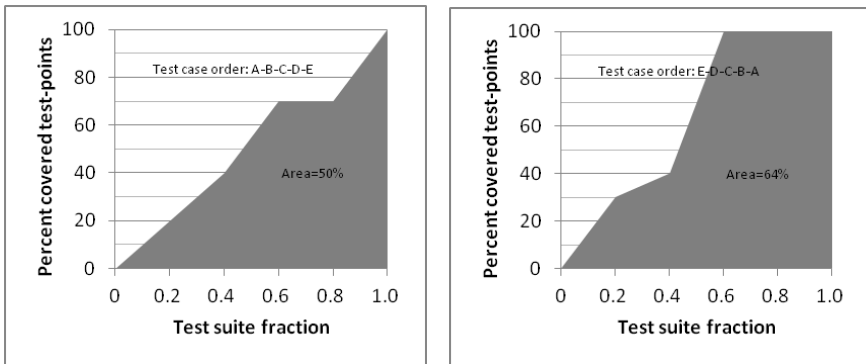 100
80
60
40
20
0
Percent covered test-points
Test case order: A-B-C-D-E
Area=50%
0 0.2 0.4 0.6 0.8 1.0
Test suite fraction
100
80
60
40
20
0
Percent covered test-points
Test case order: E-D-C-B-A
Area=64%
0 0.2 0.4 0.6 0.8 1.0
Test suite fraction